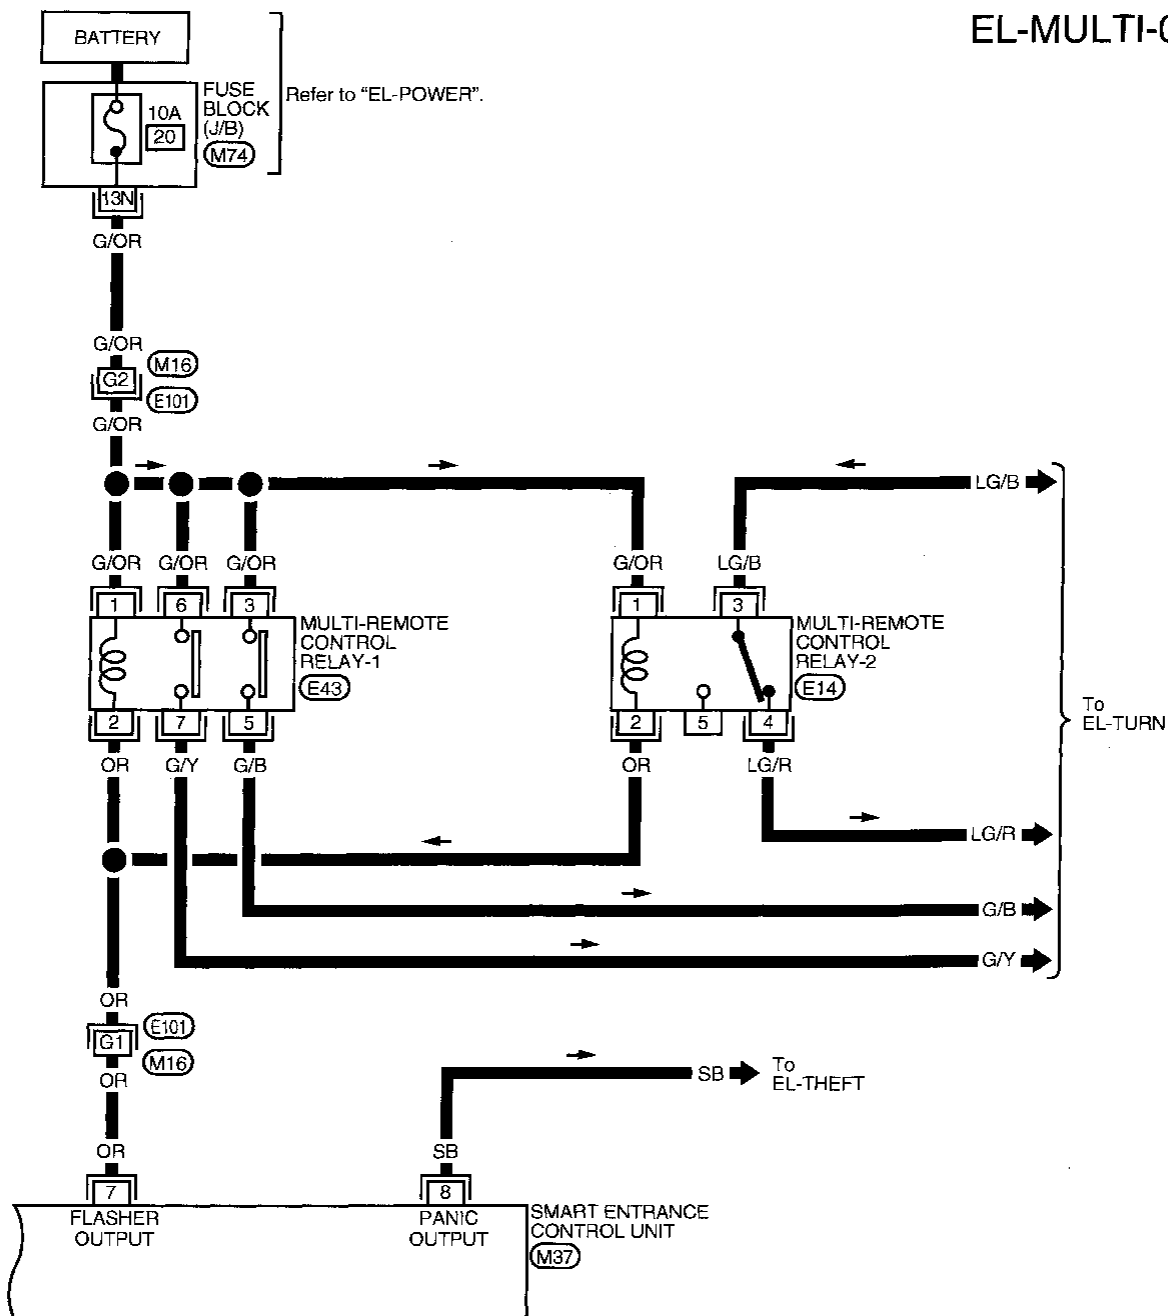 EL-MULTI-0
BATTERY
FUSE
BLOCK
(J/B)
M74
10A
20
Refer to “EL-POWER”.
13N
G/OR
G/OR
M16
G2
E101
G/OR
LG/B
G/OR G/OR G/OR G/OR LG/B
1 6 3 1 3
MULTI-REMOTE
CONTROL
RELAY-1
E43
MULTI-REMOTE
CONTROL
RELAY-2
E14
2 7 5 2 5 4
To
EL-TURN
OR G/Y G/B OR LG/R
LG/R
G/B
G/Y
OR
E101
G1
M16
OR
SB
To
EL-THEFT
OR SB
7 8
FLASHER
OUTPUT
PANIC
OUTPUT
SMART ENTRANCE
CONTROL UNIT
M37